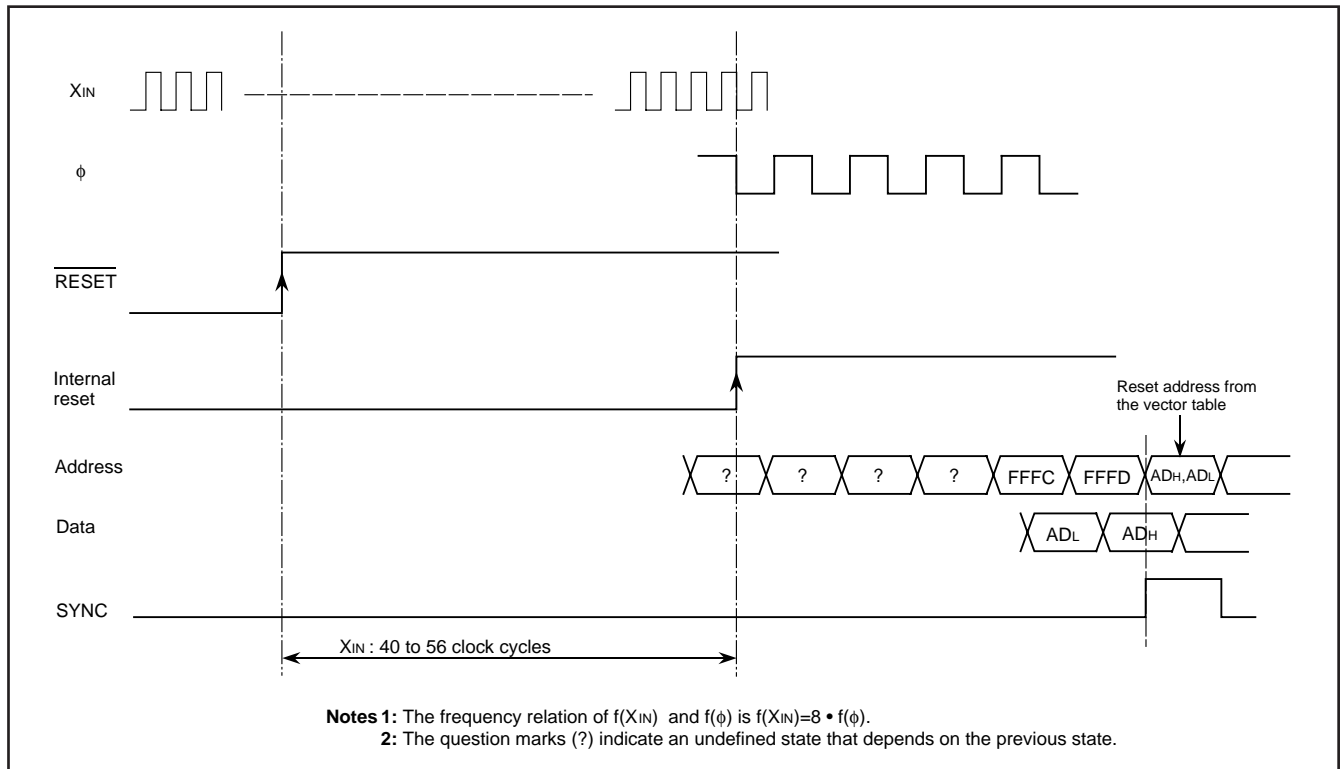 XIN
ϕ
RESET
Internal
reset
Reset address from
the vector table
Address
? ? ? ? FFFC FFFD ADH,ADL
Data
ADL ADH
SYNC
XIN : 40 to 56 clock cycles
Notes 1: The frequency relation of f(XIN) and f(ϕ) is f(XIN)=8 • f(ϕ).
2: The question marks (?) indicate an undefined state that depends on the previous state.